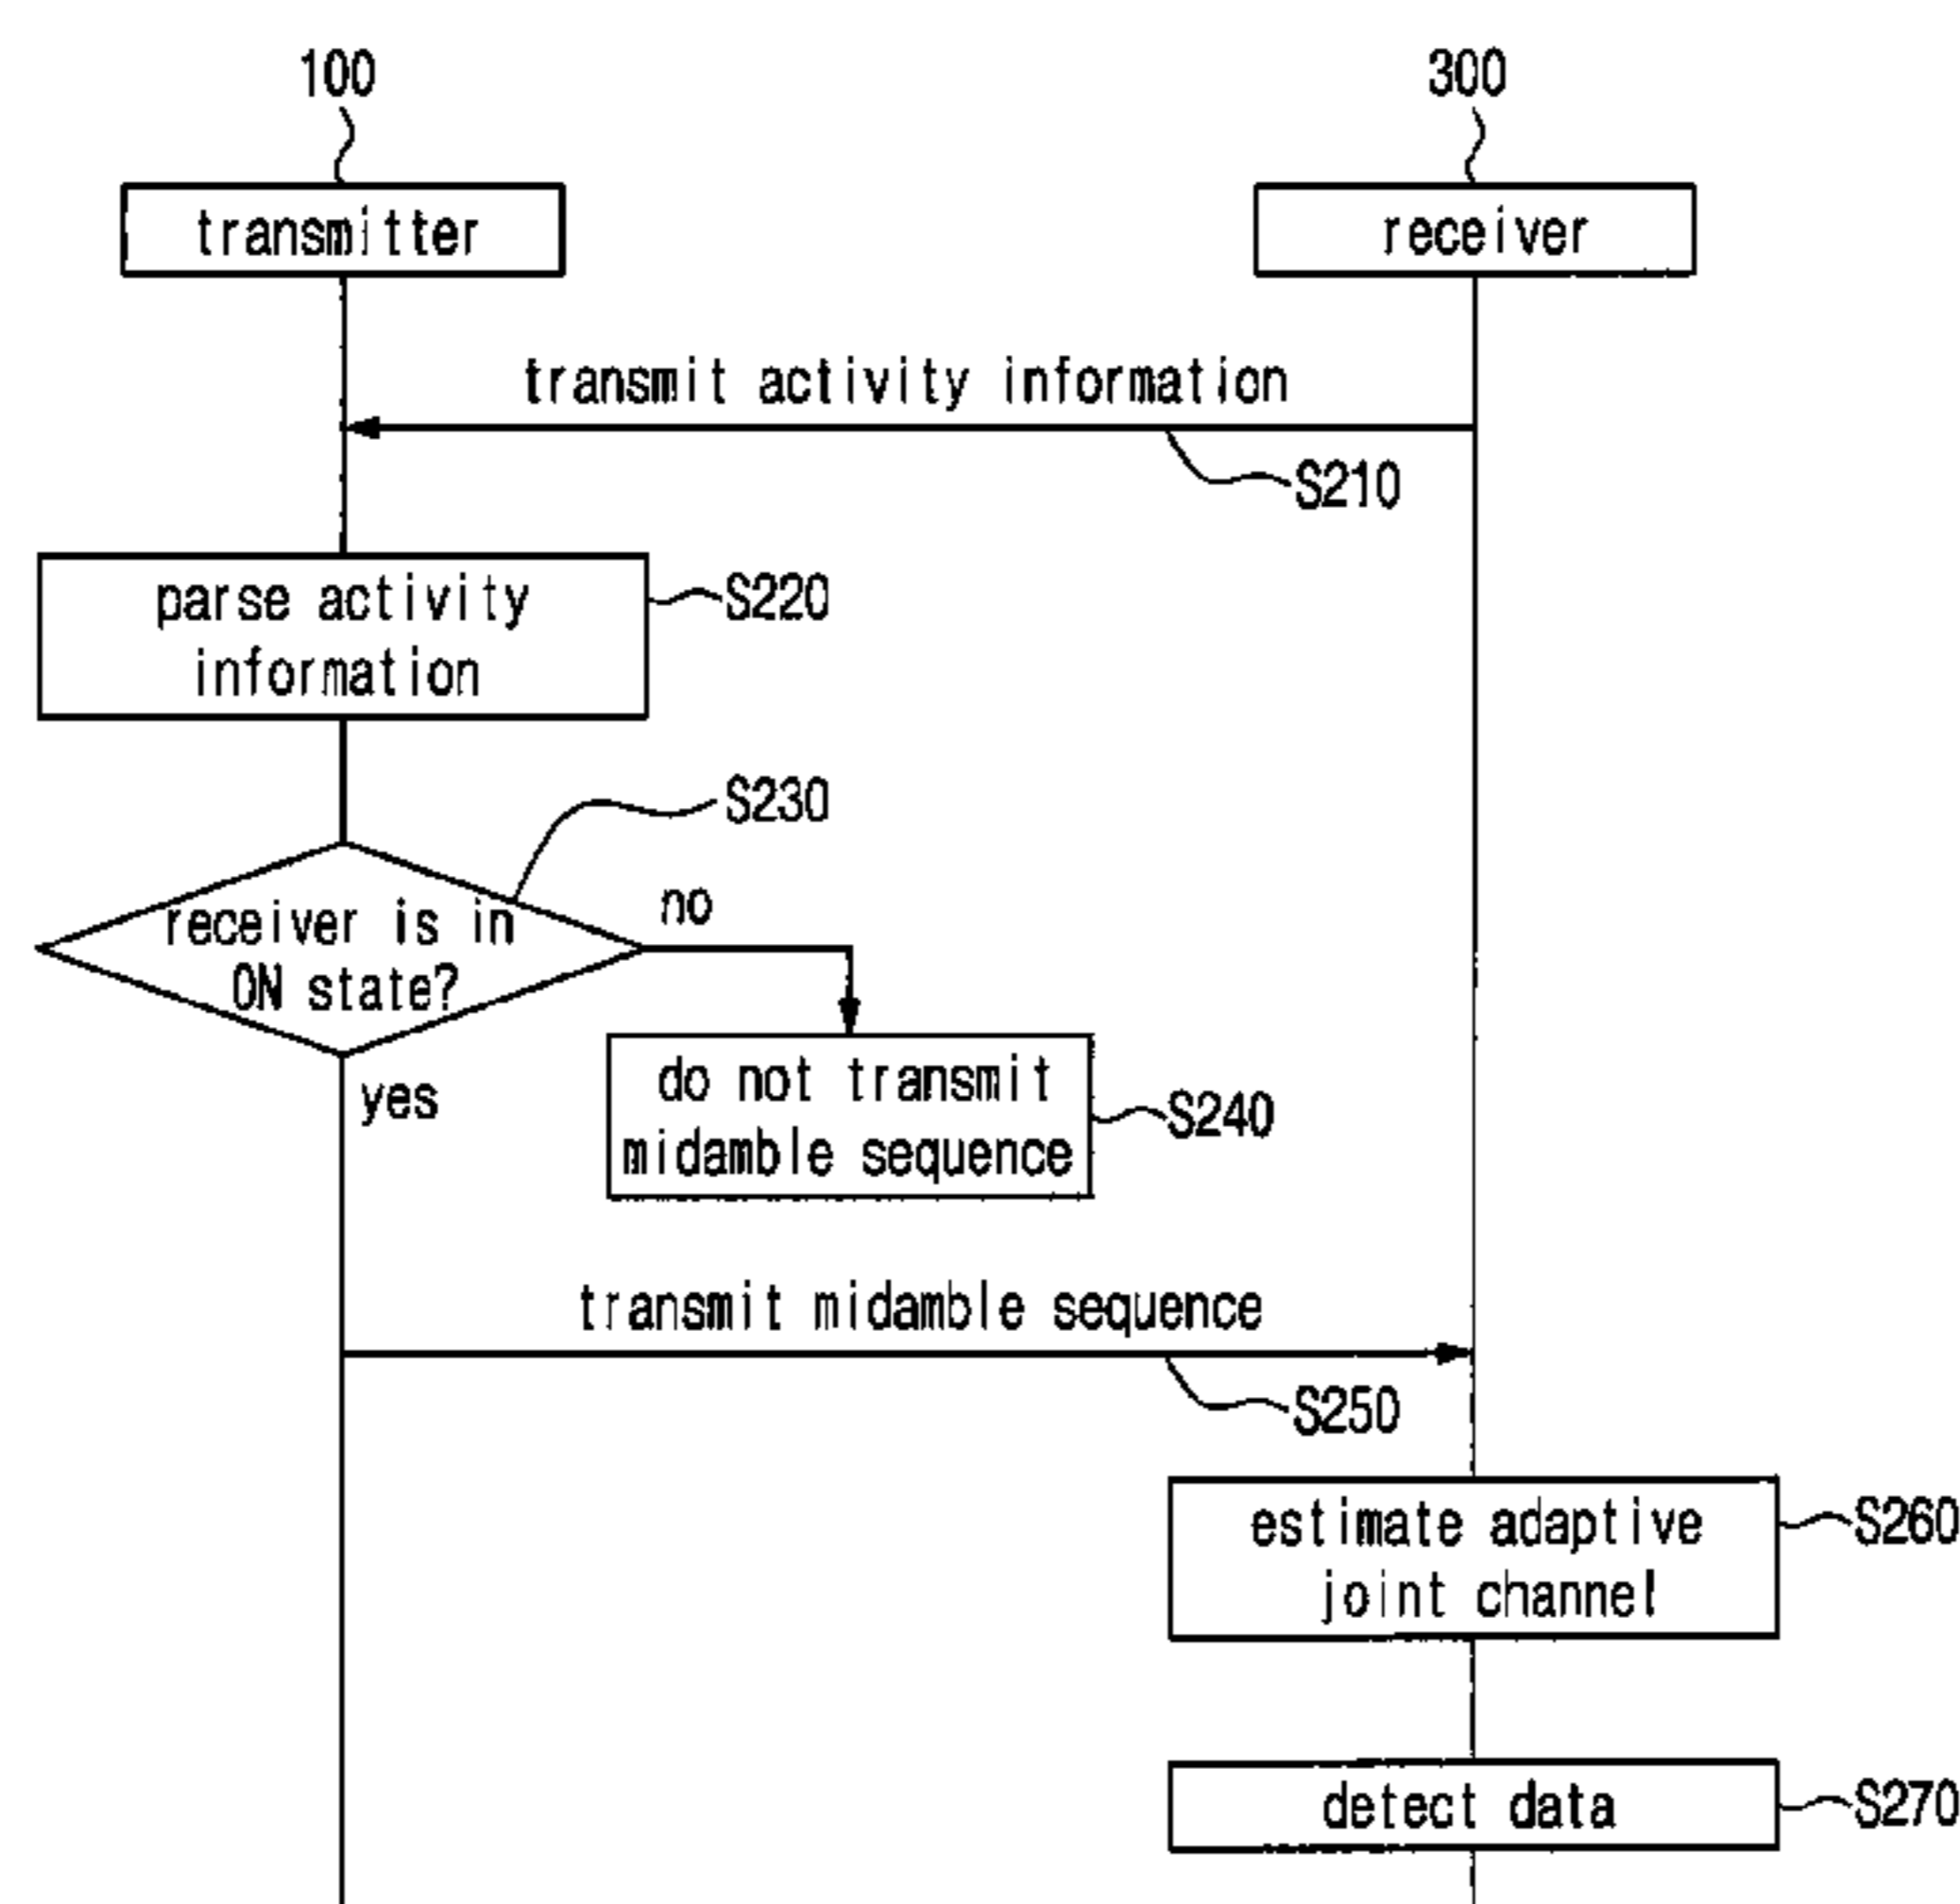 100
300
transmitter
receiver
transmit activity information
S210
parse activity
information
S220
S230
receiver is in
ON state?
no
yes
do not transmit
midamble sequence
S240
transmit midamble sequence
S250
estimate adaptive
joint channel
S260
detect data
S270